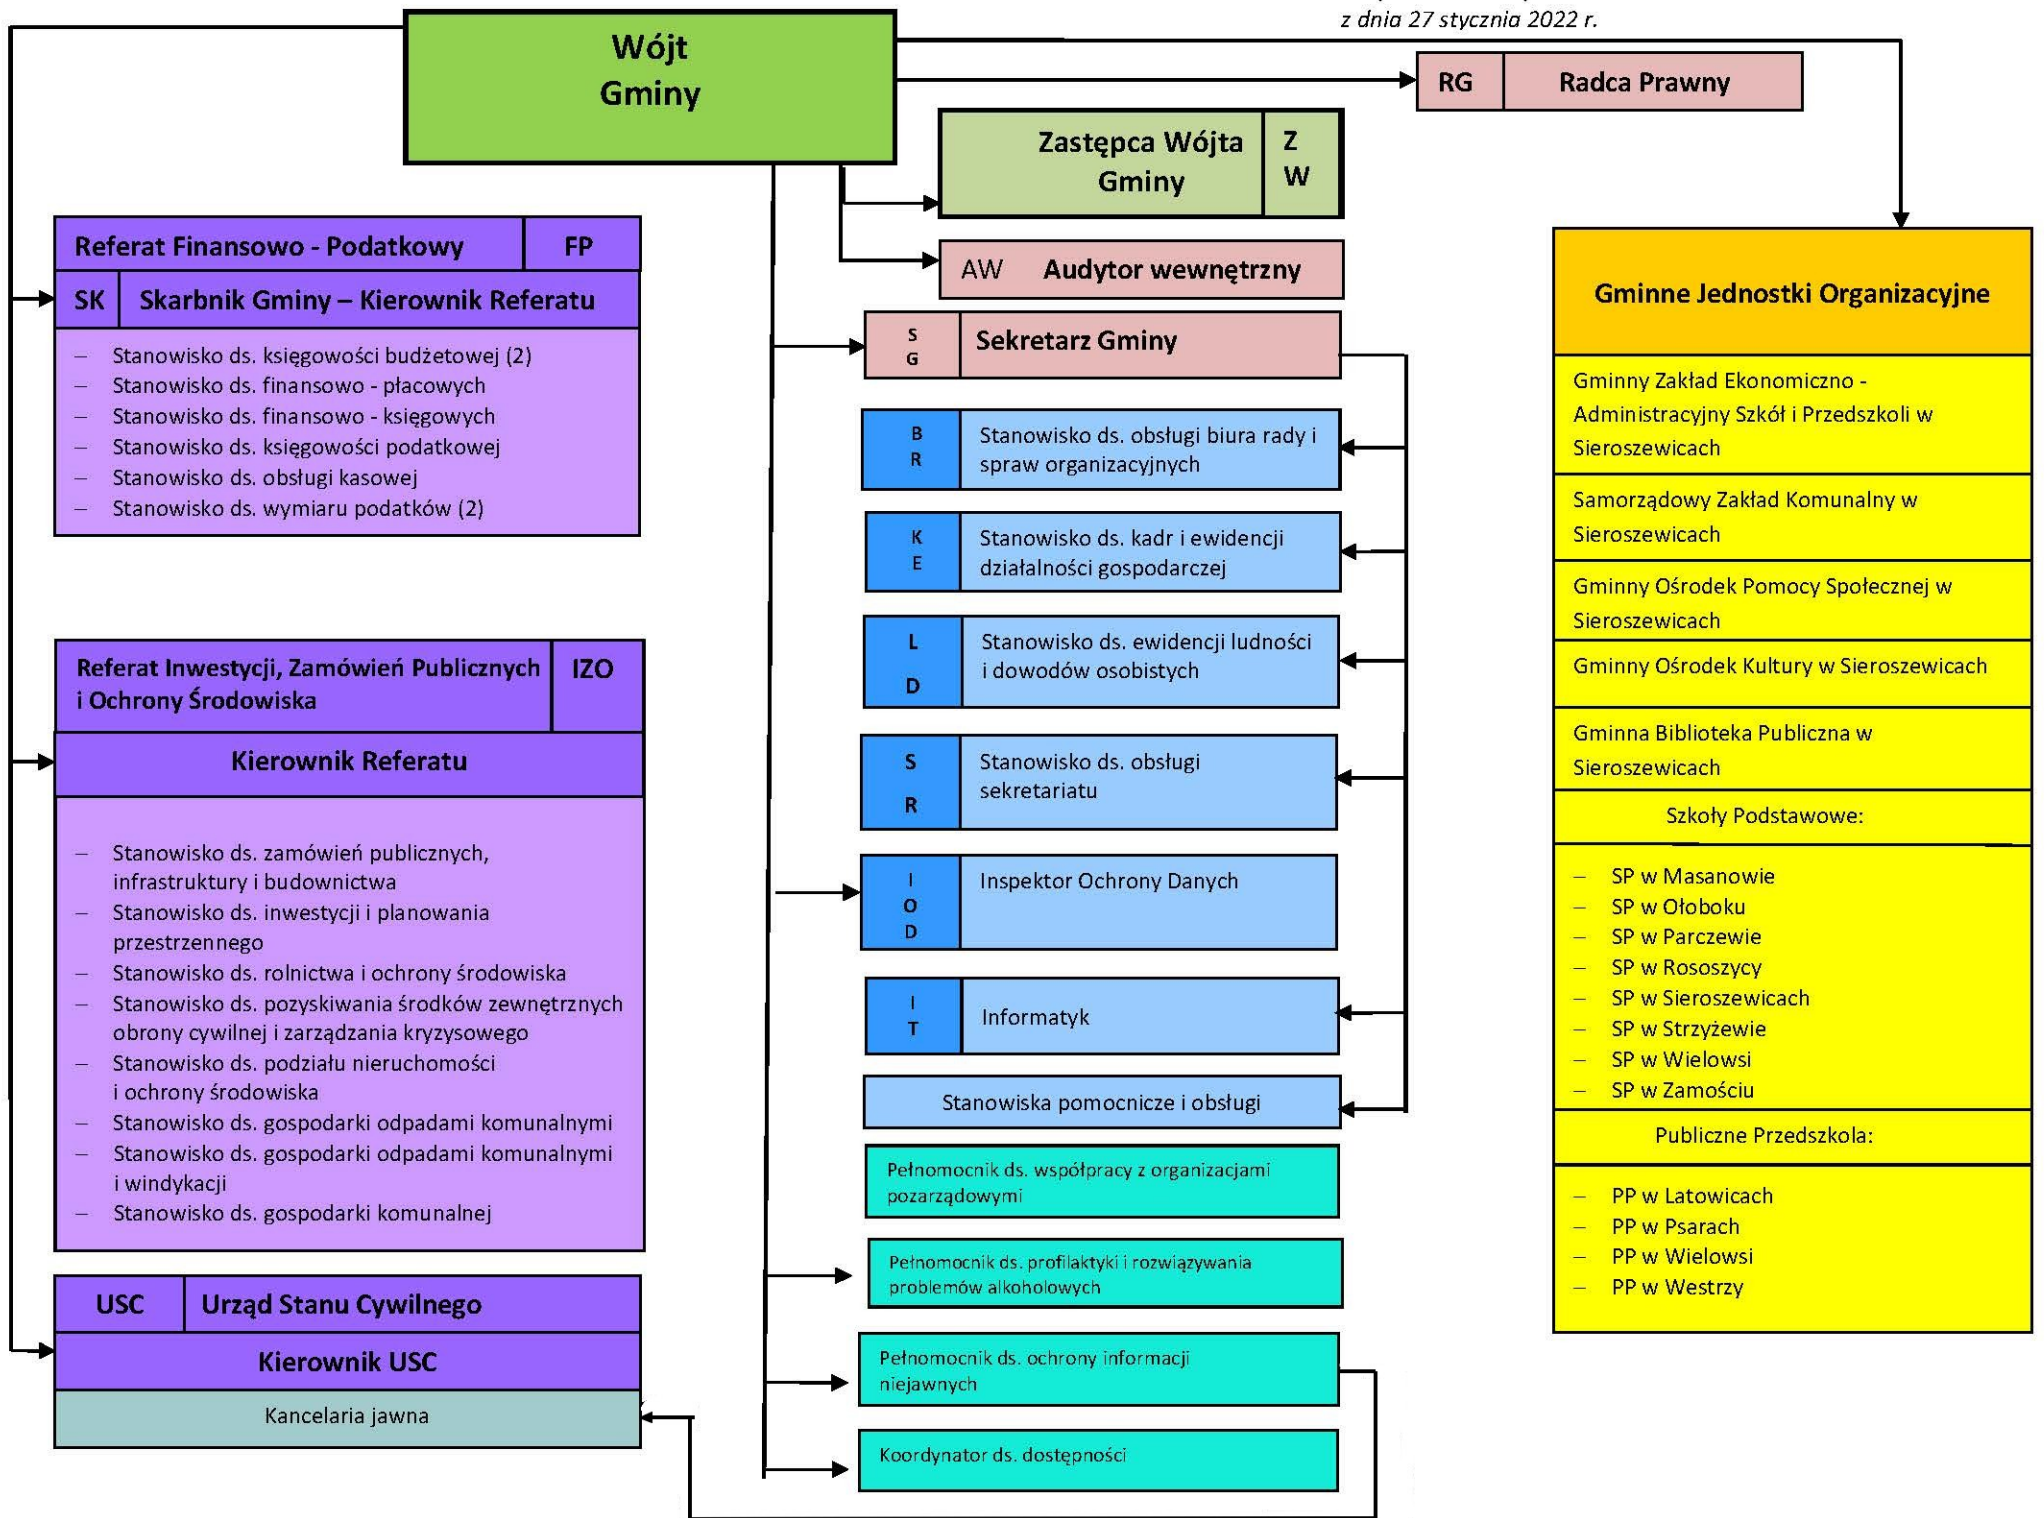 z dnia 27 stycznia 2022 r.
Wójt
Gminy
RG Radca Prawny
Zastępca Wójta
Gminy
Z
W
AW Audytor wewnętrzny
S
G
Sekretarz Gminy
B
R
Stanowisko ds. obsługi biura rady i
spraw organizacyjnych
K
E
Stanowisko ds. kadr i ewidencji
działalności gospodarczej
L
D
Stanowisko ds. ewidencji ludności
i dowodów osobistych
S
R
Stanowisko ds. obsługi
sekretariatu
I
O
D
Inspektor Ochrony Danych
I
T
Informatyk
Stanowiska pomocnicze i obsługi
Pełnomocnik ds. współpracy z organizacjami
pozarządowymi
Pełnomocnik ds. profilaktyki i rozwiązywania
problemów alkoholowych
Pełnomocnik ds. ochrony informacji
niejawnych
Koordynator ds. dostępności
Referat Finansowo - Podatkowy FP
SK Skarbnik Gminy – Kierownik Referatu
– Stanowisko ds. księgowości budżetowej (2)
– Stanowisko ds. finansowo - płacowych
– Stanowisko ds. finansowo - księgowych
– Stanowisko ds. księgowości podatkowej
– Stanowisko ds. obsługi kasowej
– Stanowisko ds. wymiaru podatków (2)
Referat Inwestycji, Zamówień Publicznych IZO
i Ochrony Środowiska
Kierownik Referatu
– Stanowisko ds. zamówień publicznych,
infrastruktury i budownictwa
– Stanowisko ds. inwestycji i planowania
przestrzennego
– Stanowisko ds. rolnictwa i ochrony środowiska
– Stanowisko ds. pozyskiwania środków zewnętrznych
obrony cywilnej i zarządzania kryzysowego
– Stanowisko ds. podziału nieruchomości
i ochrony środowiska
– Stanowisko ds. gospodarki odpadami komunalnymi
– Stanowisko ds. gospodarki odpadami komunalnymi
i windykacji
– Stanowisko ds. gospodarki komunalnej
USC Urząd Stanu Cywilnego
Kierownik USC
Kancelaria jawna
Gminne Jednostki Organizacyjne
Gminny Zakład Ekonomiczno -
Administracyjny Szkół i Przedszkoli w
Sieroszewicach
Samorządowy Zakład Komunalny w
Sieroszewicach
Gminny Ośrodek Pomocy Społecznej w
Sieroszewicach
Gminny Ośrodek Kultury w Sieroszewicach
Gminna Biblioteka Publiczna w
Sieroszewicach
Szkoły Podstawowe:
– SP w Masanowie
– SP w Ołoboku
– SP w Parczewie
– SP w Rososzycy
– SP w Sieroszewicach
– SP w Strzyżewie
– SP w Wielowsi
– SP w Zamościu
Publiczne Przedszkola:
– PP w Latowicach
– PP w Psarach
– PP w Wielowsi
– PP w Westrzy